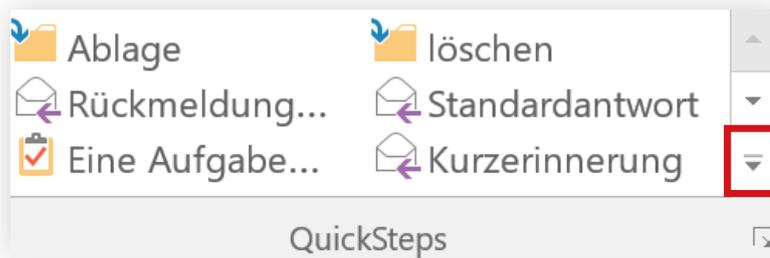 Ablage löschen
Rückmeldung... Standardantwort
Eine Aufgabe... Kurzerinnerung
QuickSteps